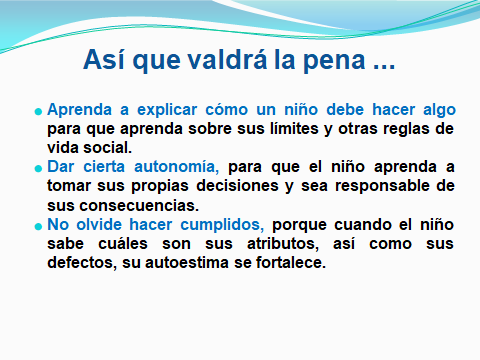 Así que valdrá la pena ...
Aprenda a explicar cómo un niño debe hacer algo
para que aprenda sobre sus límites y otras reglas de
vida social.
Dar cierta autonomía, para que el niño aprenda a
tomar sus propias decisiones y sea responsable de
sus consecuencias.
No olvide hacer cumplidos, porque cuando el niño
sabe cuáles son sus atributos, así como sus
defectos, su autoestima se fortalece.